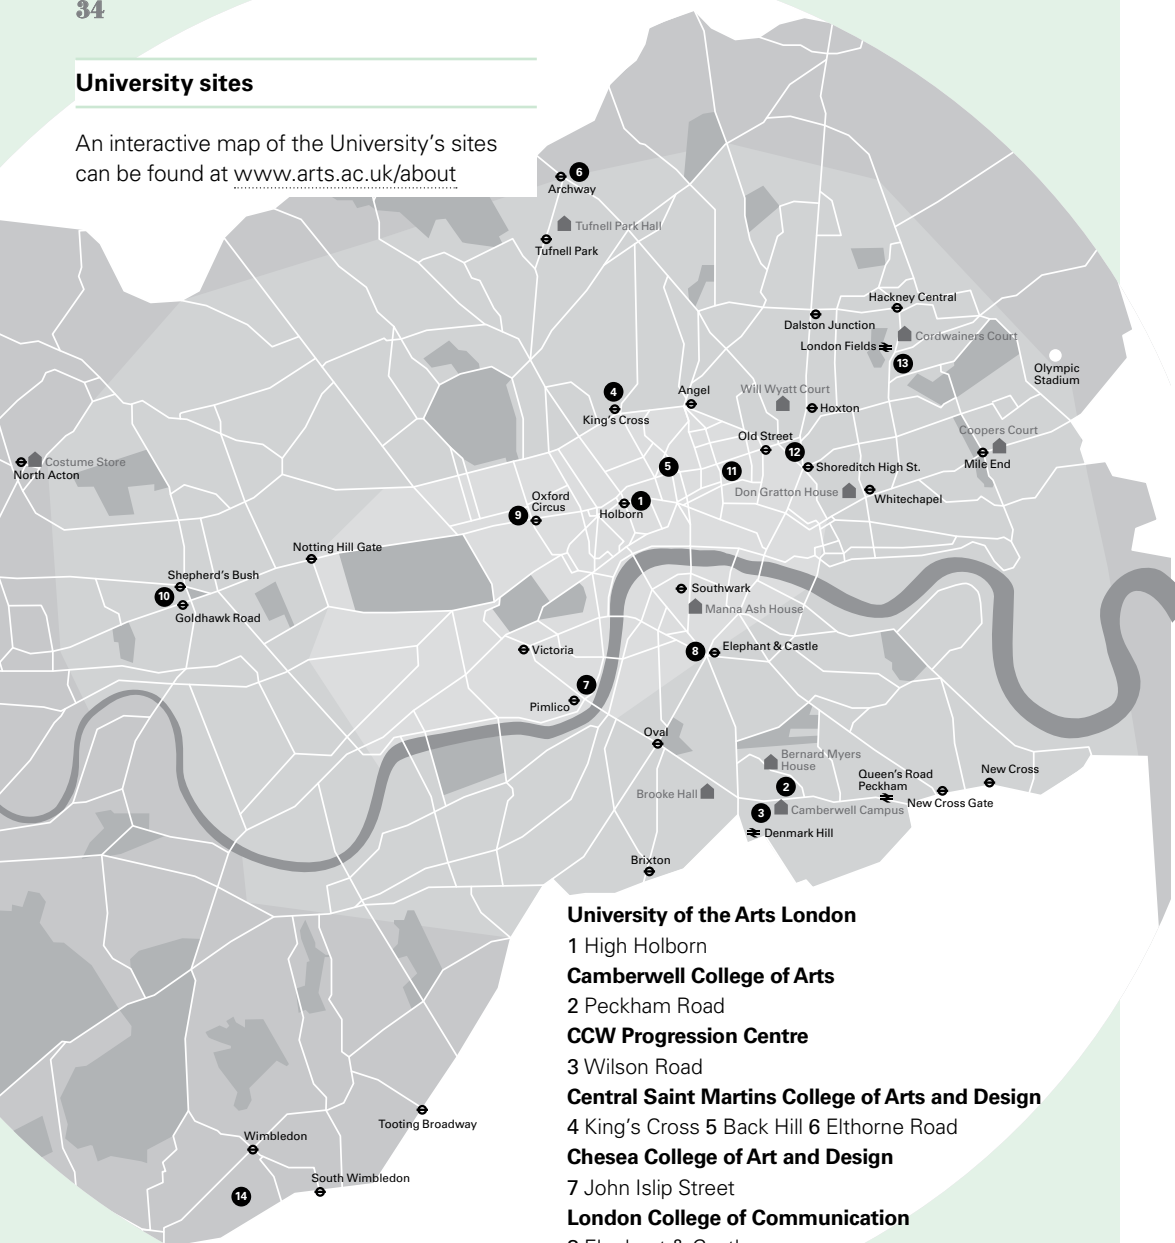 34
University sites
An interactive map of the University's sites
can be found at www.arts.ac.uk/about
6
Archway
Tufnell Park Hall
Tufnell Park
Hackney Central
Dalston Junction
Cordwainers Court
London Fields
13
Olympic
Stadium
4
King's Cross
Angel
Will Wyatt Court
Hoxton
Old Street
12
Coopers Court
Mile End
Costume Store
North Acton
5
11
Shoreditch High St.
Don Gratton House
Whitechapel
Oxford
Circus
9
1
Holborn
Notting Hill Gate
Shepherd's Bush
10
Goldhawk Road
Southwark
Manna Ash House
Victoria
8
Elephant & Castle
7
Pimlico
Oval
Bernard Myers
House
2
Brooke Hall
3
Camberwell Campus
Denmark Hill
Queen's Road
Peckham
New Cross
New Cross Gate
Brixton
University of the Arts London
1 High Holborn
Camberwell College of Arts
2 Peckham Road
CCW Progression Centre
3 Wilson Road
Central Saint Martins College of Arts and Design
4 King's Cross 5 Back Hill 6 Elthorne Road
Chesea College of Art and Design
7 John Islip Street
London College of Communication
Tooting Broadway
Wimbledon
South Wimbledon
14